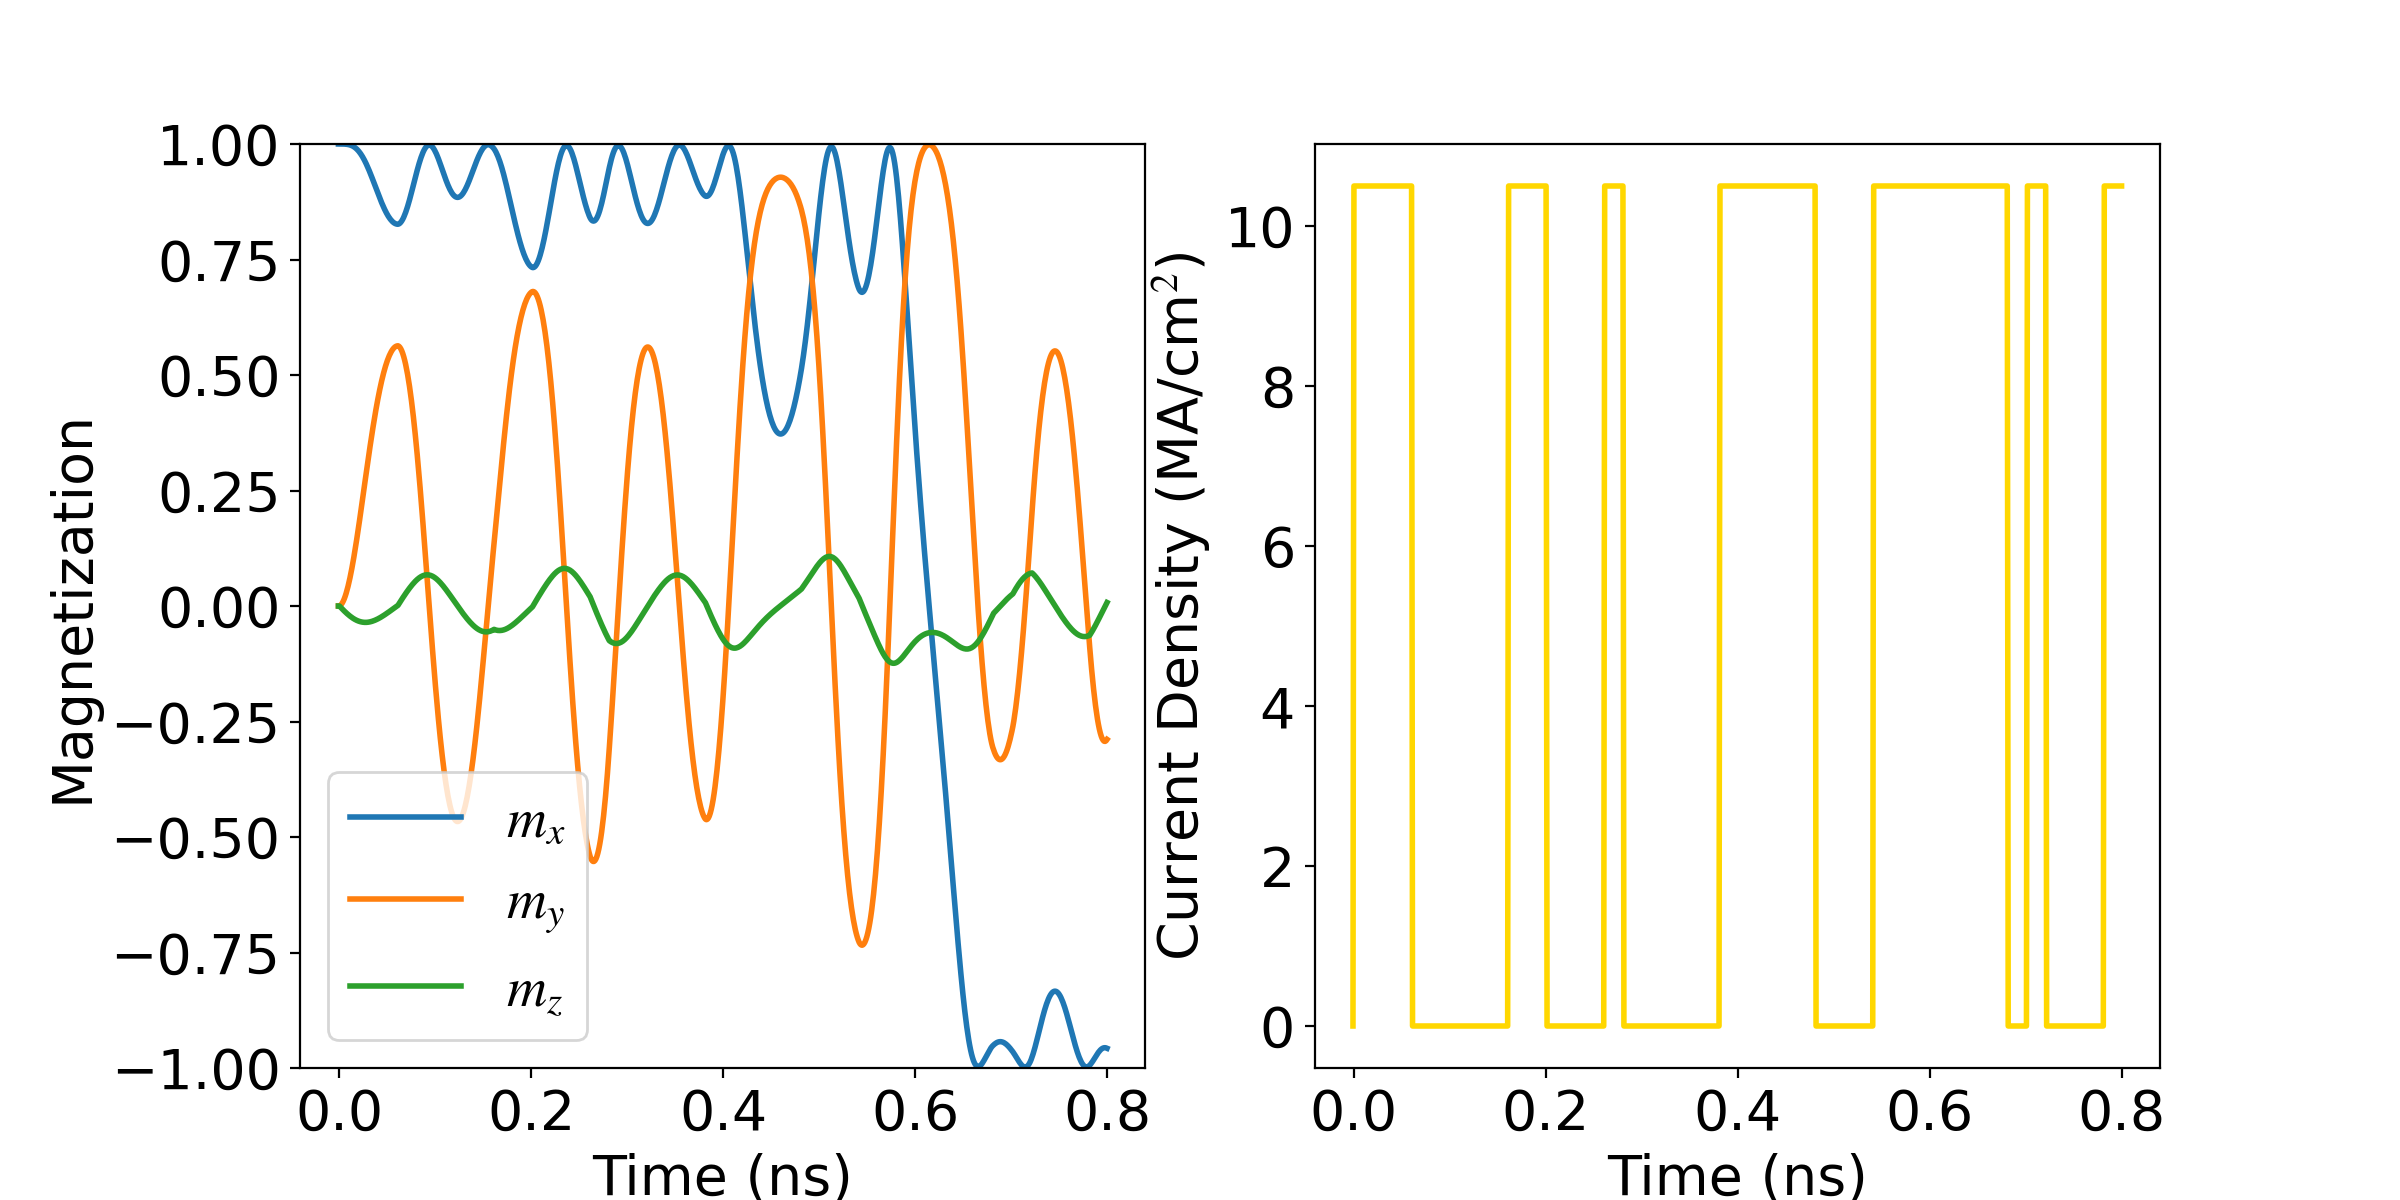 Magnetization
1.00
0.75
0.50
0.25
0.00
−0.25
−0.50
−0.75
−1.00
0.0 0.2 0.4 0.6 0.8
Time (ns)
m_x
m_y
m_z
Current Density (MA/cm²)
10
8
6
4
2
0
0.0 0.2 0.4 0.6 0.8
Time (ns)